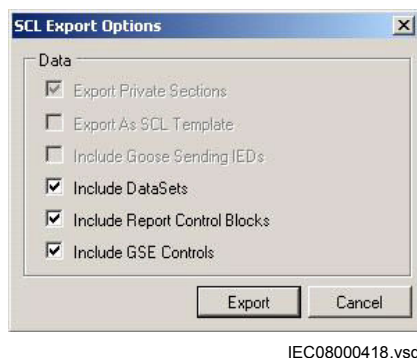 SCL Export Options
Data
Export Private Sections
Export As SCL Template
Include Goose Sending IEDs
Include DataSets
Include Report Control Blocks
Include GSE Controls
Export Cancel
IEC08000418.vsd